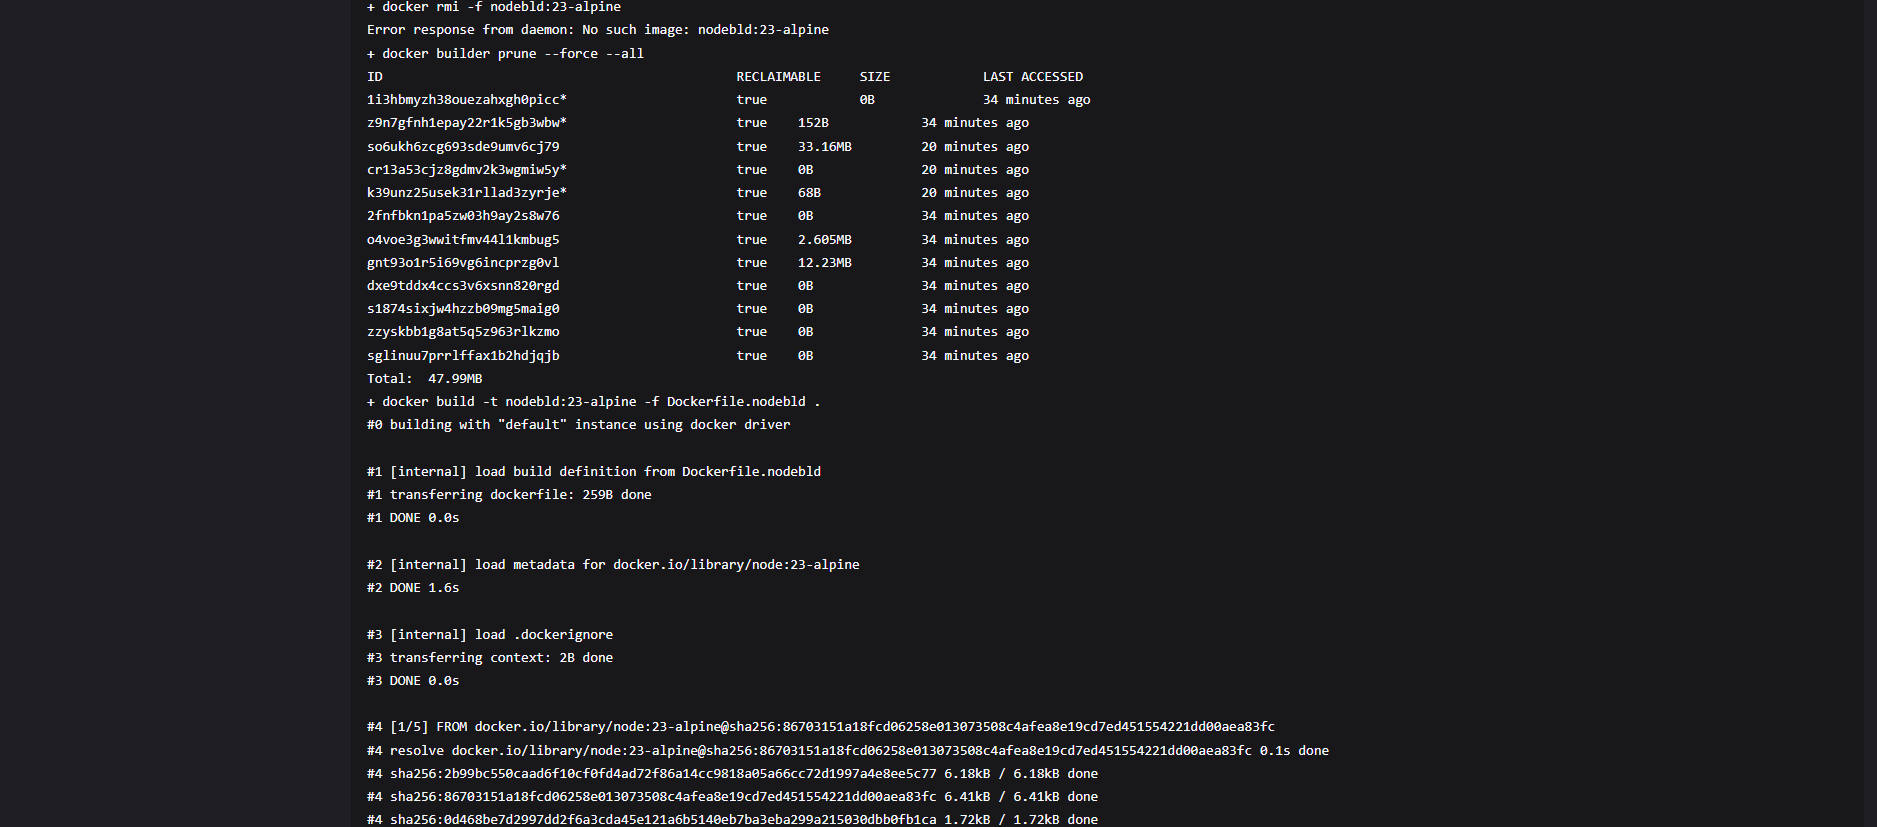 + docker rmi -f nodebld:23-alpine
Error response from daemon: No such image: nodebld:23-alpine
+ docker builder prune --force --all
ID RECLAIMABLE SIZE LAST ACCESSED
1i3hbmyzh38ouezahxgh0picc* true 0B 34 minutes ago
z9n7gfnh1epay22r1k5gb3wbw* true 152B 34 minutes ago
so6ukh6zcg693sde9umv6cj79 true 33.16MB 20 minutes ago
cr13a53cjz8gdmv2k3wgmiw5y* true 0B 20 minutes ago
k39unz25usek31rllad3zyrje* true 68B 20 minutes ago
2fnfbkn1pa5zw03h9ay2s8w76 true 0B 34 minutes ago
o4voe3g3wwitfmv44l1kmbug5 true 2.605MB 34 minutes ago
gnt93o1r5i69vg6incprzg0vl true 12.23MB 34 minutes ago
dxe9tddx4ccs3v6xsnn820rgd true 0B 34 minutes ago
s1874sixjw4hzzb09mg5maig0 true 0B 34 minutes ago
zzyskbb1g8at5q5z963rlkzmo true 0B 34 minutes ago
sglinuu7prrlffax1b2hdjqjb true 0B 34 minutes ago
Total: 47.99MB
+ docker build -t nodebld:23-alpine -f Dockerfile.nodebld .
#0 building with "default" instance using docker driver
#1 [internal] load build definition from Dockerfile.nodebld
#1 transferring dockerfile: 259B done
#1 DONE 0.0s
#2 [internal] load metadata for docker.io/library/node:23-alpine
#2 DONE 1.6s
#3 [internal] load .dockerignore
#3 transferring context: 2B done
#3 DONE 0.0s
#4 [1/5] FROM docker.io/library/node:23-alpine@sha256:86703151a18fcd06258e013073508c4afea8e19cd7ed451554221dd00aea83fc
#4 resolve docker.io/library/node:23-alpine@sha256:86703151a18fcd06258e013073508c4afea8e19cd7ed451554221dd00aea83fc 0.1s done
#4 sha256:2b99bc550caad6f10cf0fd4ad72f86a14cc9818a05a66cc72d1997a4e8ee5c77 6.18kB / 6.18kB done
#4 sha256:86703151a18fcd06258e013073508c4afea8e19cd7ed451554221dd00aea83fc 6.41kB / 6.41kB done
#4 sha256:0d468be7d2997dd2f6a3cda45e121a6b5140eb7ba3eba299a215030dbb0fb1ca 1.72kB / 1.72kB done